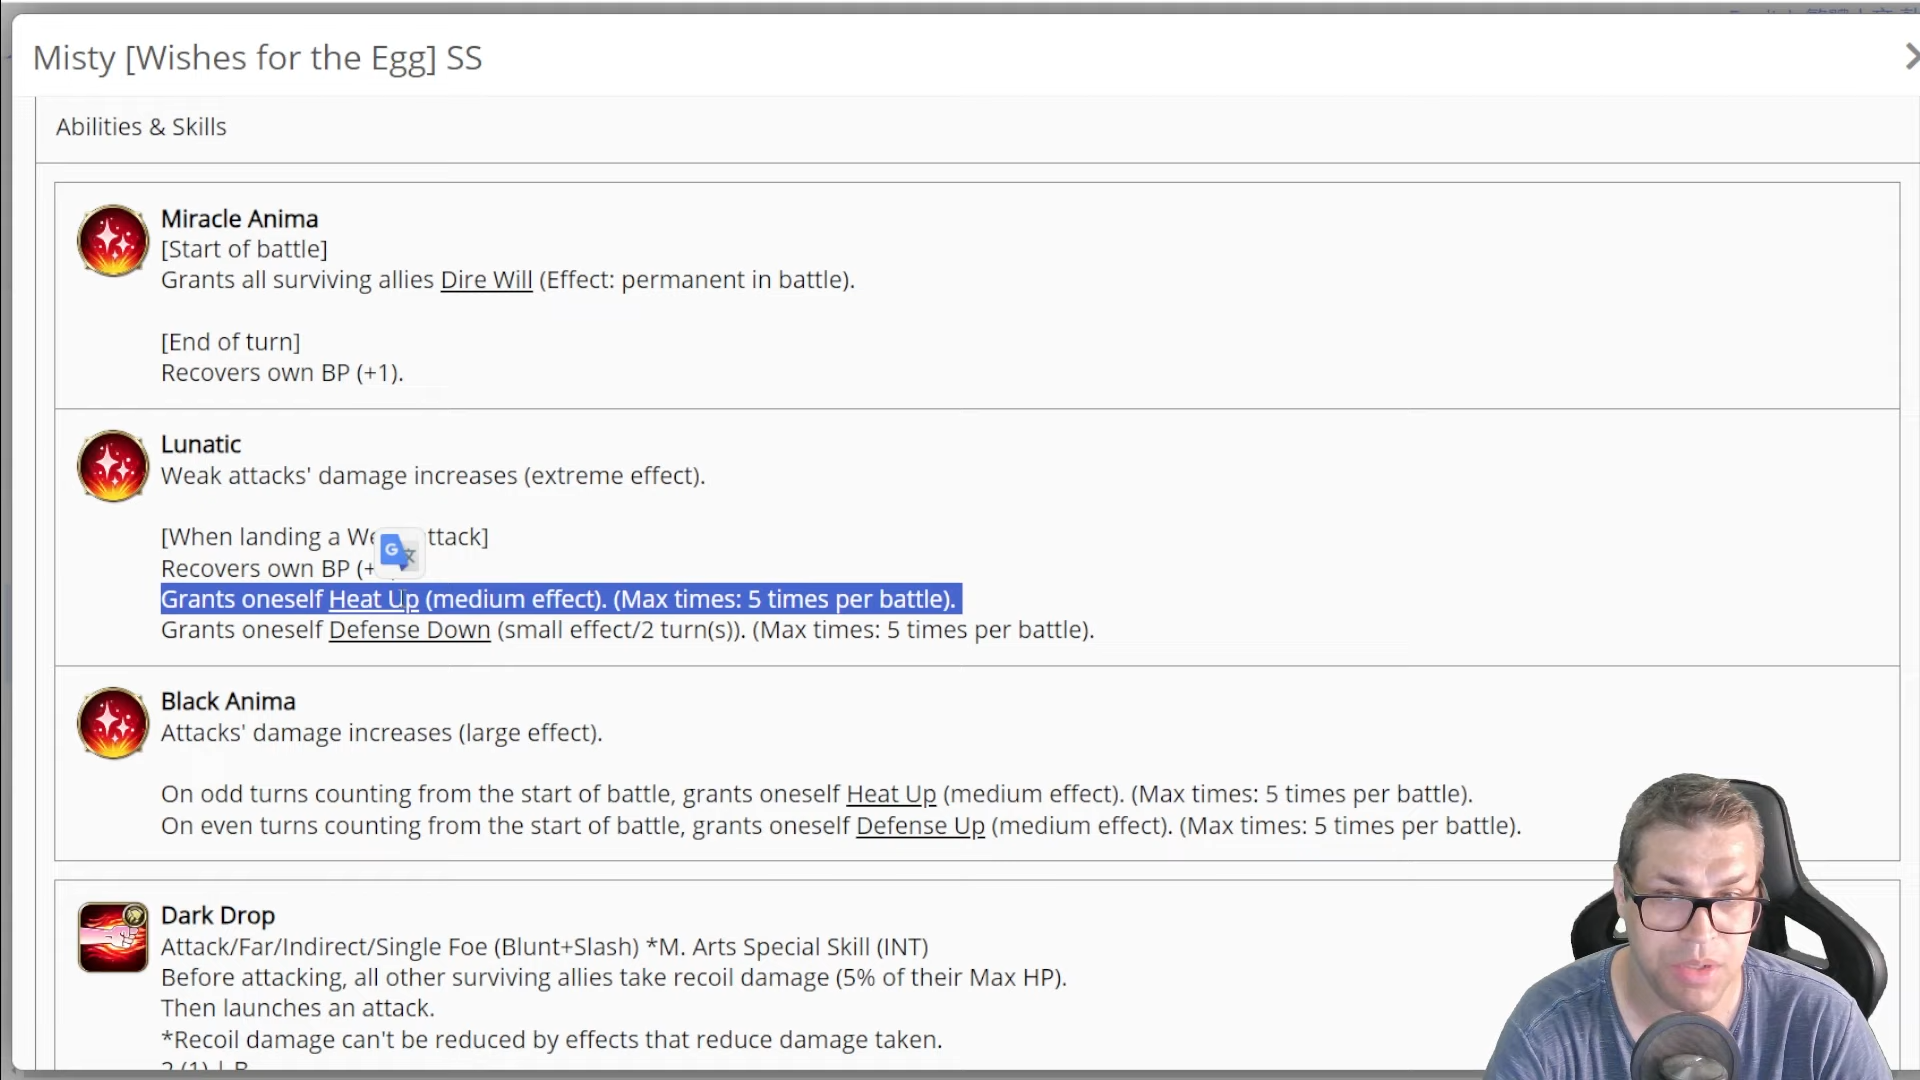 Misty [Wishes for the Egg] SS
Abilities & Skills
Miracle Anima
[Start of battle]
Grants all surviving allies Dire Will (Effect: permanent in battle).
[End of turn]
Recovers own BP (+1).
Lunatic
Weak attacks' damage increases (extreme effect).
[When landing a We ttack]
Recovers own BP (+
Grants oneself Heat Up (medium effect). (Max times: 5 times per battle).
Grants oneself Defense Down (small effect/2 turn(s)). (Max times: 5 times per battle).
Black Anima
Attacks' damage increases (large effect).
On odd turns counting from the start of battle, grants oneself Heat Up (medium effect). (Max times: 5 times per battle).
On even turns counting from the start of battle, grants oneself Defense Up (medium effect). (Max times: 5 times per battle).
Dark Drop
Attack/Far/Indirect/Single Foe (Blunt+Slash) *M. Arts Special Skill (INT)
Before attacking, all other surviving allies take recoil damage (5% of their Max HP).
Then launches an attack.
*Recoil damage can't be reduced by effects that reduce damage taken.